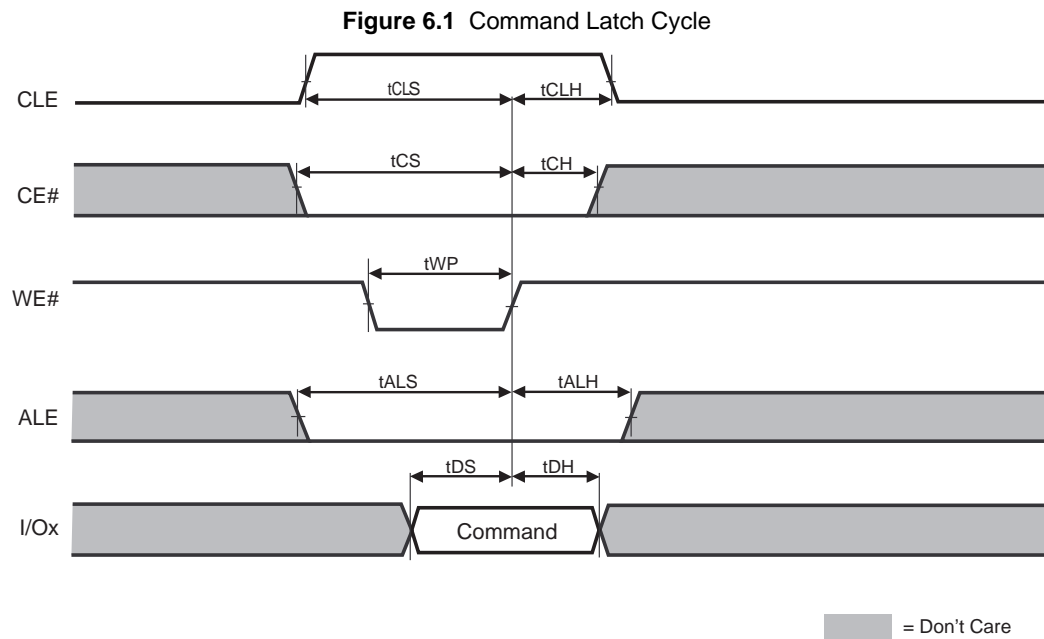 Figure 6.1 Command Latch Cycle
CLE
tCLS
tCLH
CE#
tCS
tCH
WE#
tWP
ALE
tALS
tALH
I/Ox
tDS
tDH
Command
= Don't Care